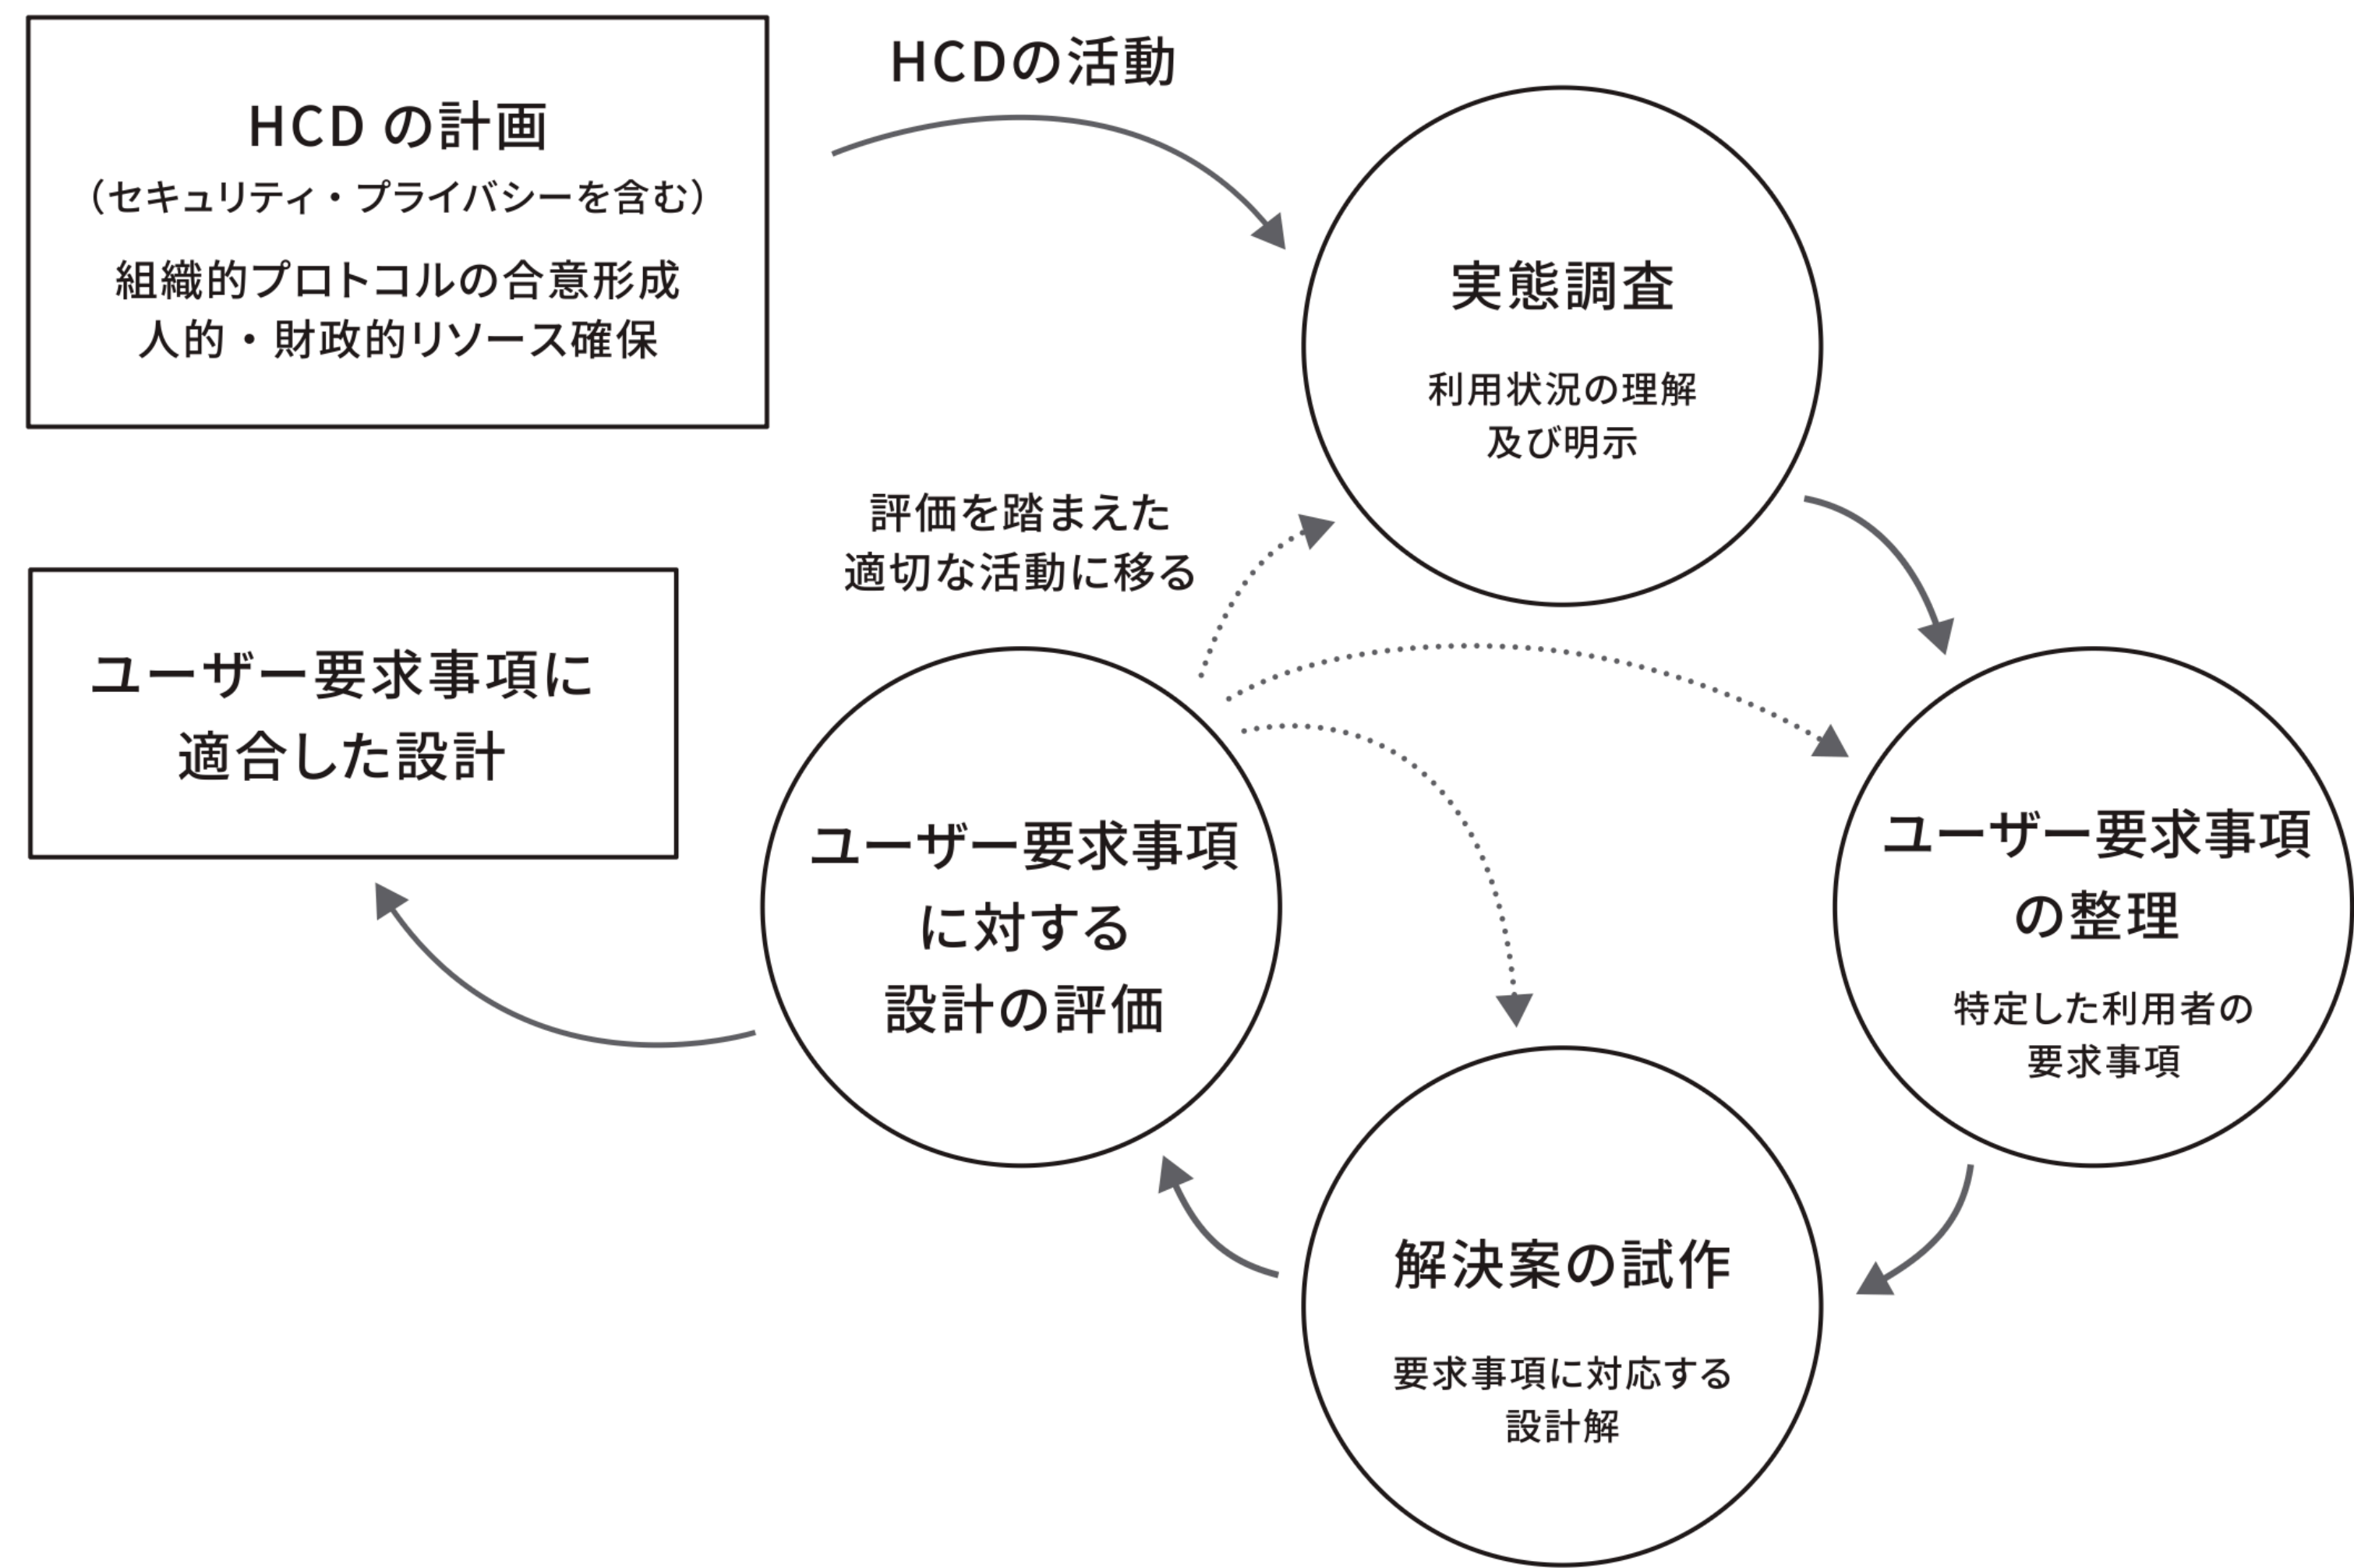 HCD の計画
（セキュリティ・プライバシーを含む）
組織的プロトコルの合意形成
人的・財政的リソース確保
HCDの活動
実態調査
利用状況の理解
及び明示
評価を踏まえた
適切な活動に移る
ユーザー要求事項に
適合した設計
ユーザー要求事項
に対する
設計の評価
ユーザー要求事項
の整理
特定した利用者の
要求事項
解決案の試作
要求事項に対応する
設計解